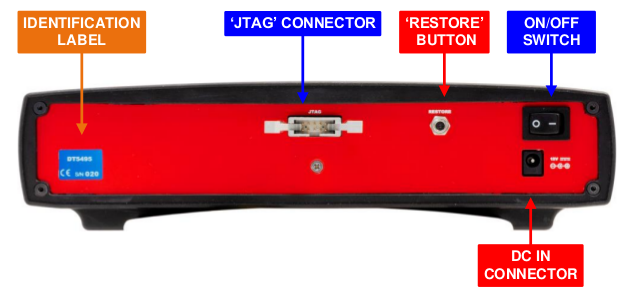 IDENTIFICATION
LABEL
‘JTAG’ CONNECTOR
‘RESTORE’
BUTTON
ON/OFF
SWITCH
JTAG
RESTORE
DT5495
CE S/N 020
12V DC
DC IN
CONNECTOR